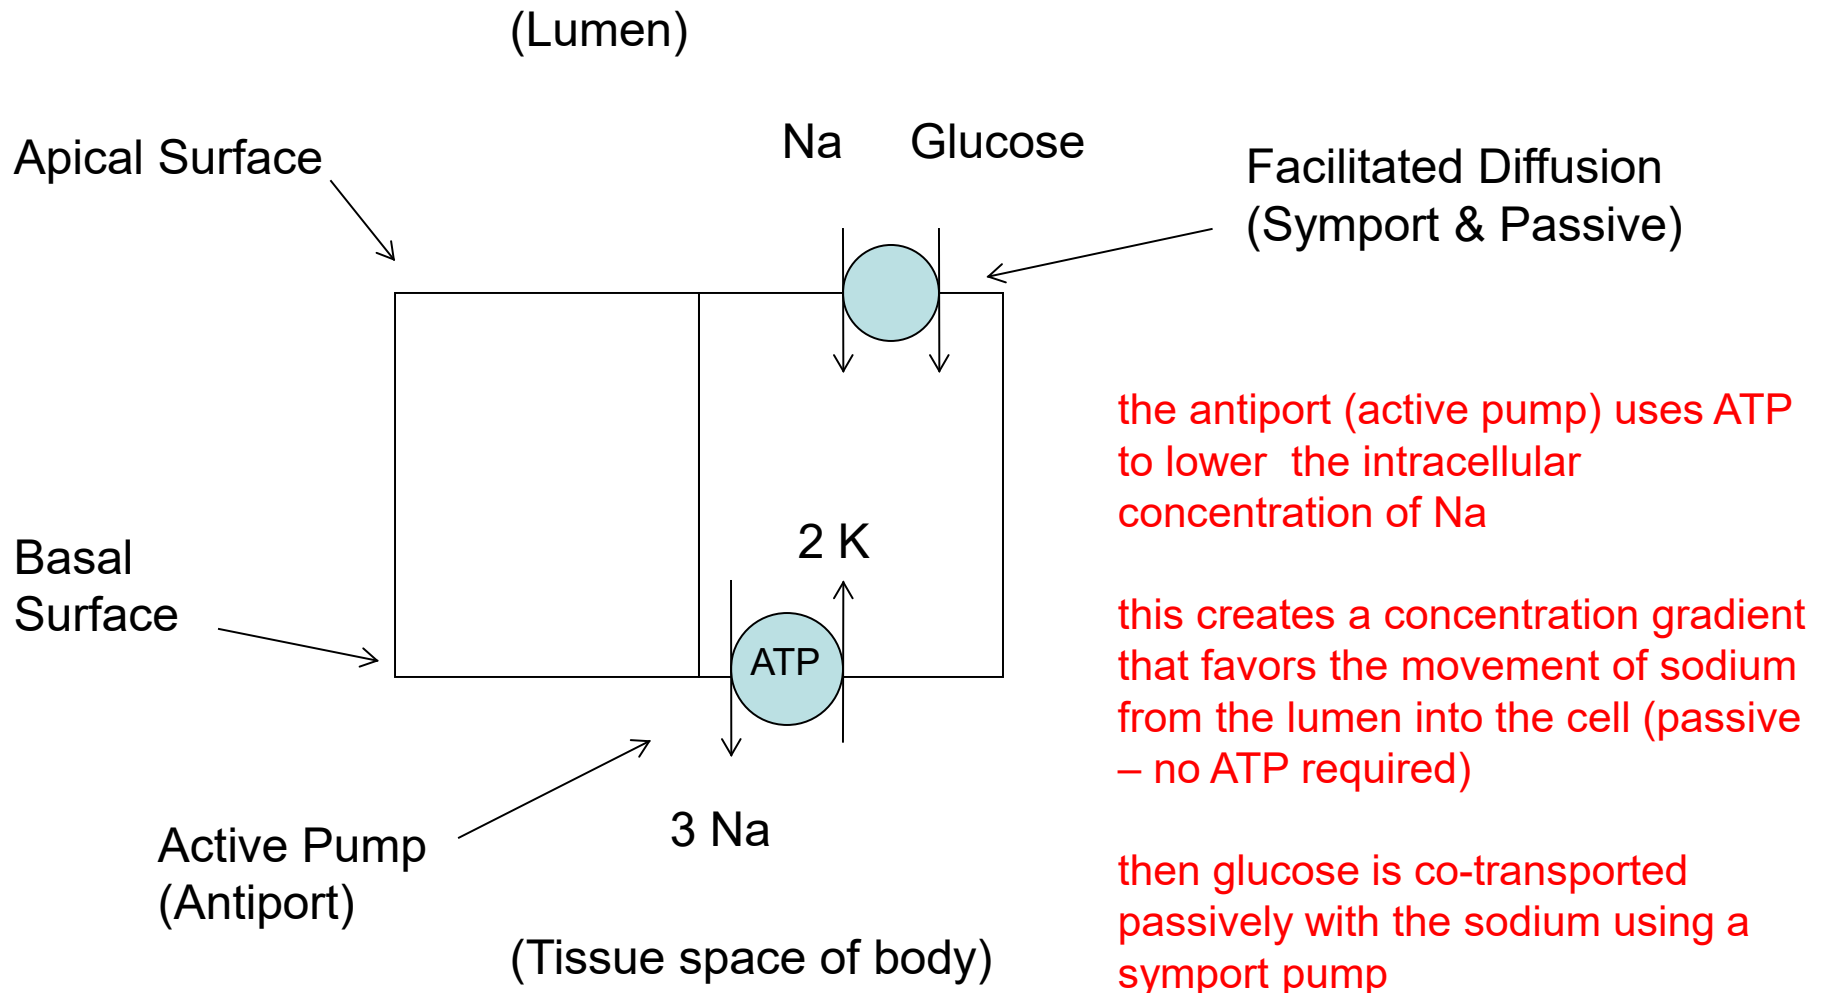 (Lumen)
Apical Surface
Na
Glucose
Facilitated Diffusion
(Symport & Passive)
the antiport (active pump) uses ATP
to lower  the intracellular
concentration of Na
2 K
Basal
Surface
this creates a concentration gradient
that favors the movement of sodium
from the lumen into the cell (passive
– no ATP required)
ATP
3 Na
Active Pump
(Antiport)
then glucose is co-transported
passively with the sodium using a
symport pump
(Tissue space of body)